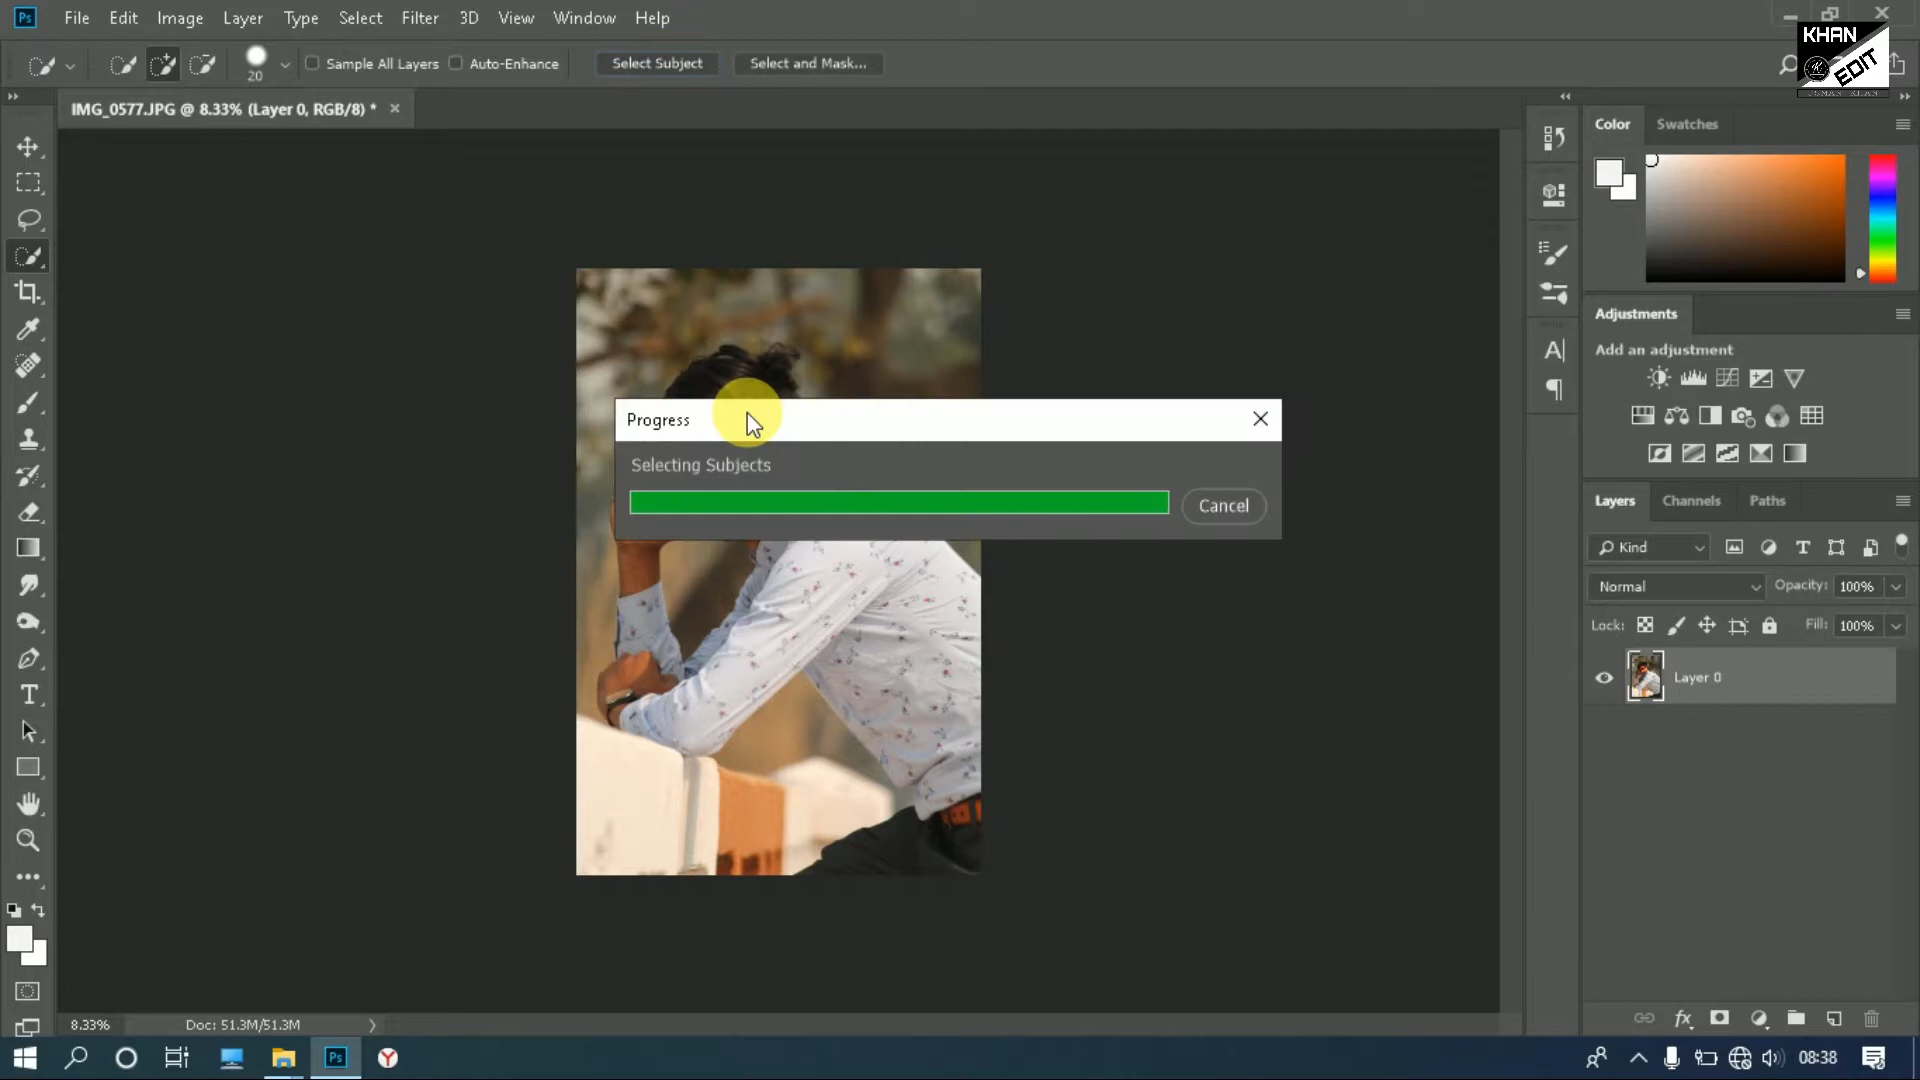 Ps File Edit Image Layer Type Select Filter 3D View Window Help
KHAN
EDIT
USMAN KHAN
20 Sample All Layers Auto-Enhance Select Subject Select and Mask...
IMG_0577.JPG @ 8.33% (Layer 0, RGB/8) *
Color Swatches
Adjustments
Add an adjustment
Progress
Selecting Subjects
Cancel
Layers Channels Paths
Kind
Normal Opacity: 100%
Lock: Fill: 100%
Layer 0
8.33% Doc: 51.3M/51.3M
Ps Y 08:38